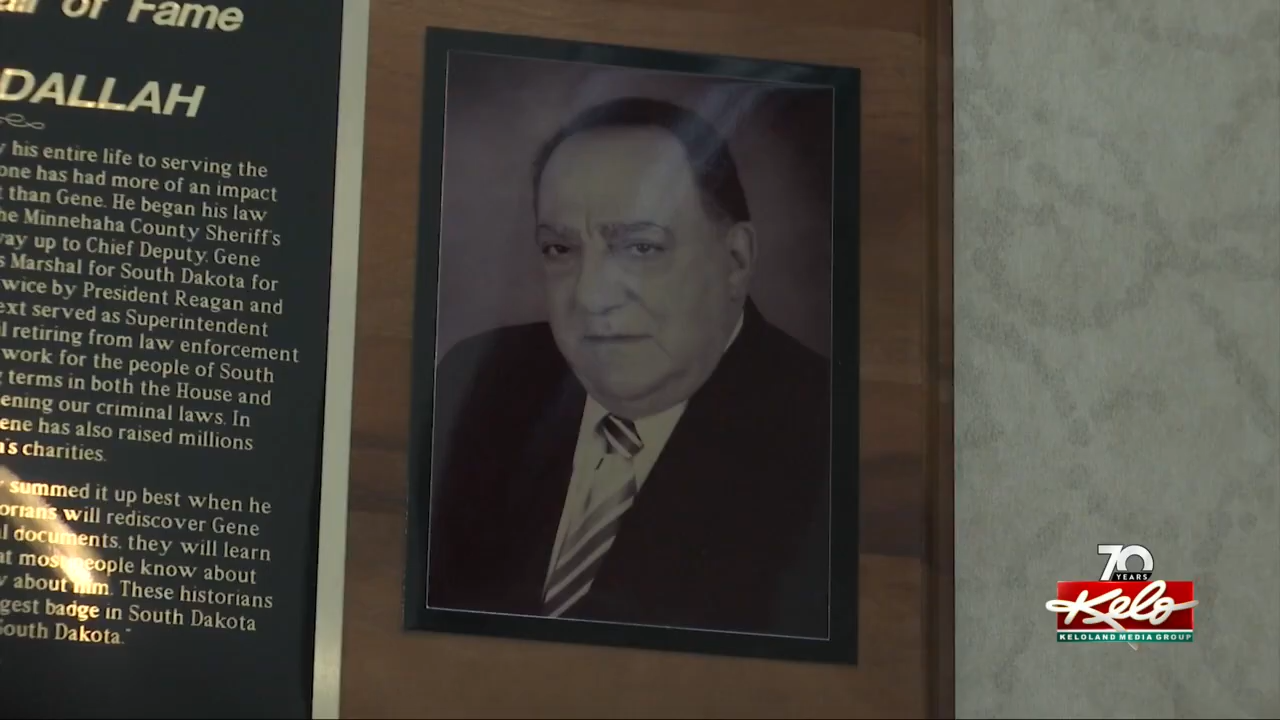 of Fame
DALLAH
his entire life to serving the
one has had more of an impact
than Gene. He began his law
he Minnehaha County Sheriff's
way up to Chief Deputy. Gene
s Marshal for South Dakota for
twice by President Reagan and
ext served as Superintendent
l retiring from law enforcement
work for the people of South
g terms in both the House and
ening our criminal laws. In
ene has also raised millions
a's charities.
summed it up best when he
orians will rediscover Gene
al documents, they will learn
at most people know about
about him. These historians
gest badge in South Dakota
South Dakota."
70
YEARS
Kelo
KELOLAND MEDIA GROUP